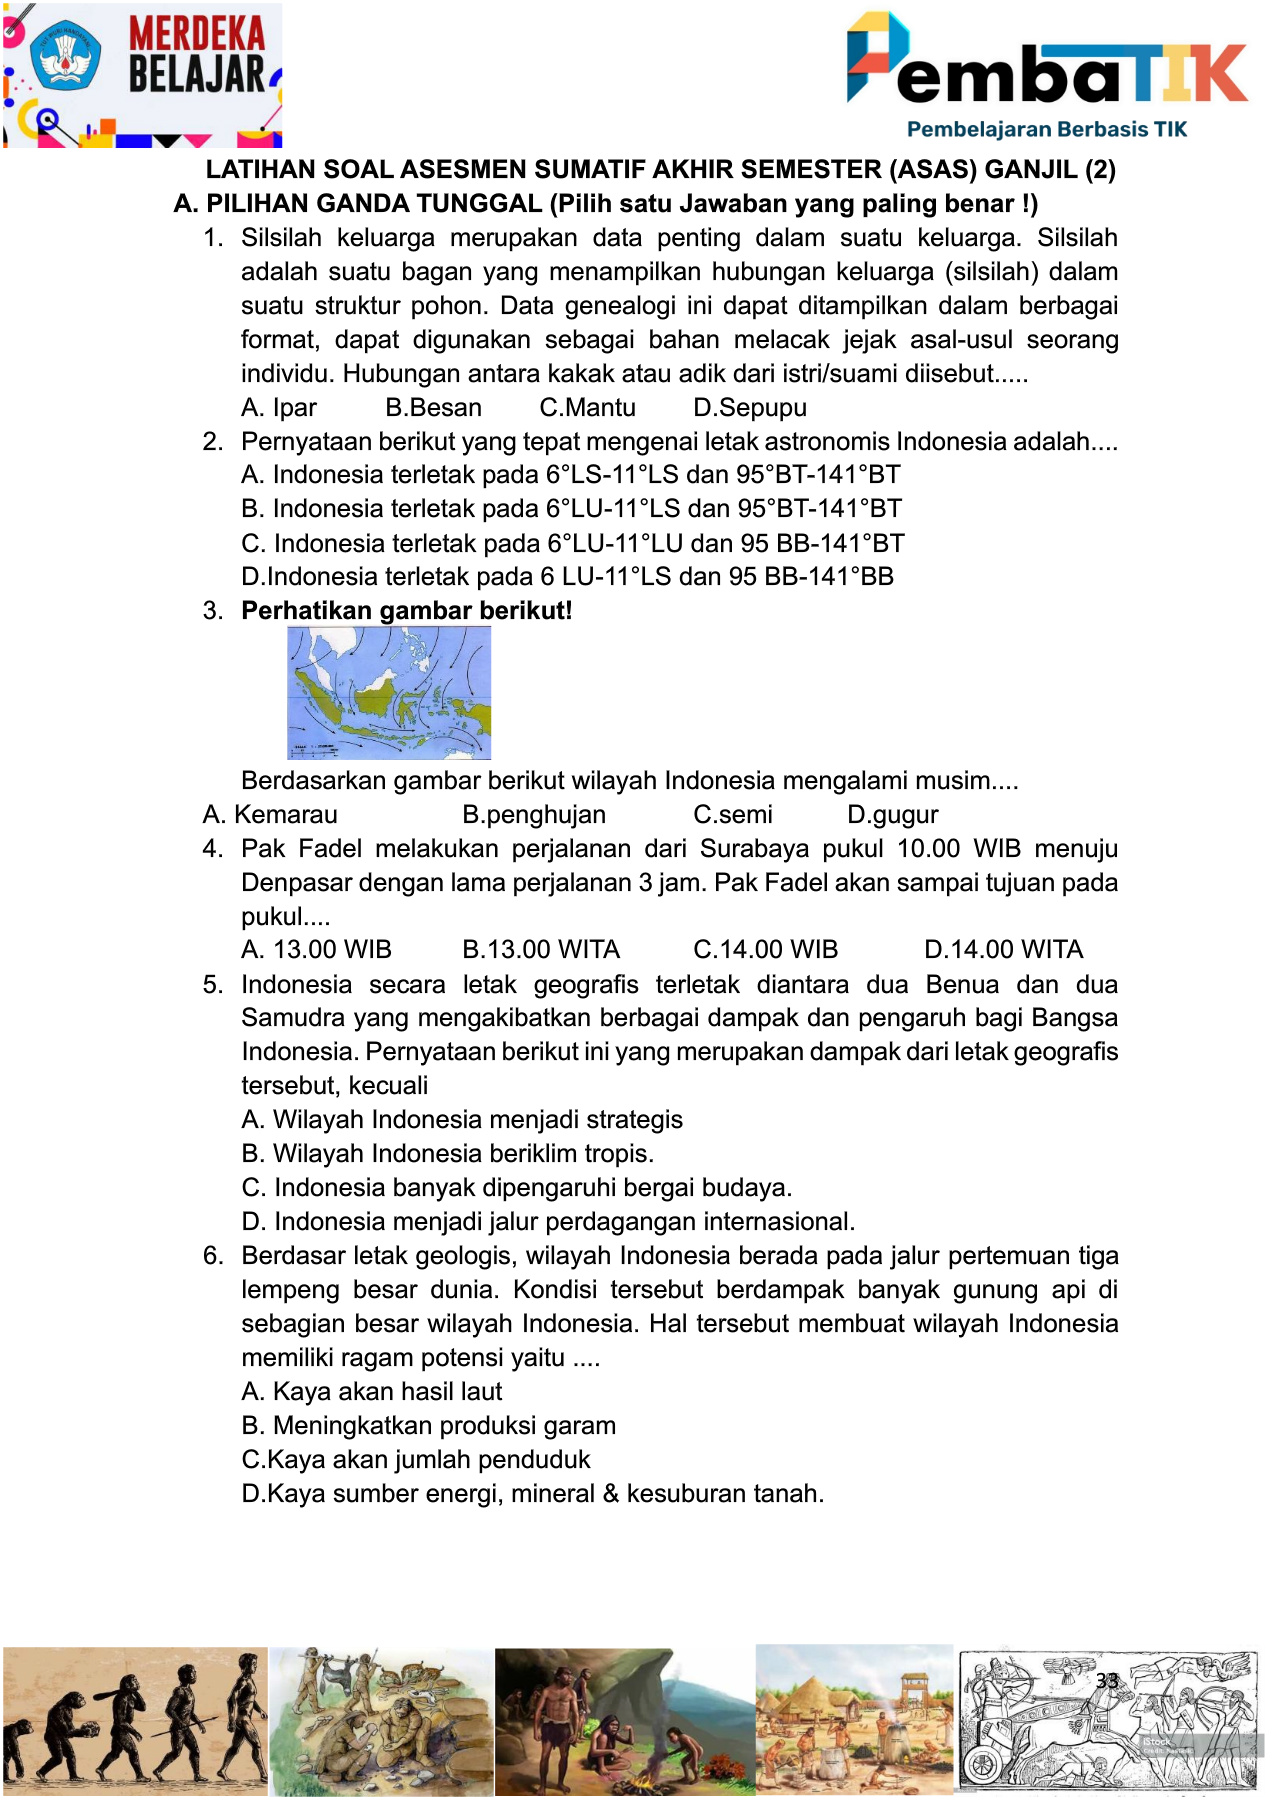 MERDEKA
BELAJAR
PembaTIK
Pembelajaran Berbasis TIK
LATIHAN SOAL ASESMEN SUMATIF AKHIR SEMESTER (ASAS) GANJIL (2)
A. PILIHAN GANDA TUNGGAL (Pilih satu Jawaban yang paling benar !)
1. Silsilah keluarga merupakan data penting dalam suatu keluarga. Silsilah
adalah suatu bagan yang menampilkan hubungan keluarga (silsilah) dalam
suatu struktur pohon. Data genealogi ini dapat ditampilkan dalam berbagai
format, dapat digunakan sebagai bahan melacak jejak asal-usul seorang
individu. Hubungan antara kakak atau adik dari istri/suami diisebut.....
A. Ipar B.Besan C.Mantu D.Sepupu
2. Pernyataan berikut yang tepat mengenai letak astronomis Indonesia adalah....
A. Indonesia terletak pada 6°LS-11°LS dan 95°BT-141°BT
B. Indonesia terletak pada 6°LU-11°LS dan 95°BT-141°BT
C. Indonesia terletak pada 6°LU-11°LU dan 95 BB-141°BT
D.Indonesia terletak pada 6 LU-11°LS dan 95 BB-141°BB
3. Perhatikan gambar berikut!
Berdasarkan gambar berikut wilayah Indonesia mengalami musim....
A. Kemarau B.penghujan C.semi D.gugur
4. Pak Fadel melakukan perjalanan dari Surabaya pukul 10.00 WIB menuju
Denpasar dengan lama perjalanan 3 jam. Pak Fadel akan sampai tujuan pada
pukul....
A. 13.00 WIB B.13.00 WITA C.14.00 WIB D.14.00 WITA
5. Indonesia secara letak geografis terletak diantara dua Benua dan dua
Samudra yang mengakibatkan berbagai dampak dan pengaruh bagi Bangsa
Indonesia. Pernyataan berikut ini yang merupakan dampak dari letak geografis
tersebut, kecuali
A. Wilayah Indonesia menjadi strategis
B. Wilayah Indonesia beriklim tropis.
C. Indonesia banyak dipengaruhi bergai budaya.
D. Indonesia menjadi jalur perdagangan internasional.
6. Berdasar letak geologis, wilayah Indonesia berada pada jalur pertemuan tiga
lempeng besar dunia. Kondisi tersebut berdampak banyak gunung api di
sebagian besar wilayah Indonesia. Hal tersebut membuat wilayah Indonesia
memiliki ragam potensi yaitu ....
A. Kaya akan hasil laut
B. Meningkatkan produksi garam
C.Kaya akan jumlah penduduk
D.Kaya sumber energi, mineral & kesuburan tanah.
33
iStock